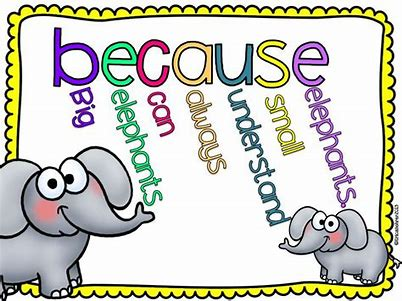 because
Big
elephants
can
always
understand
small
elephants.